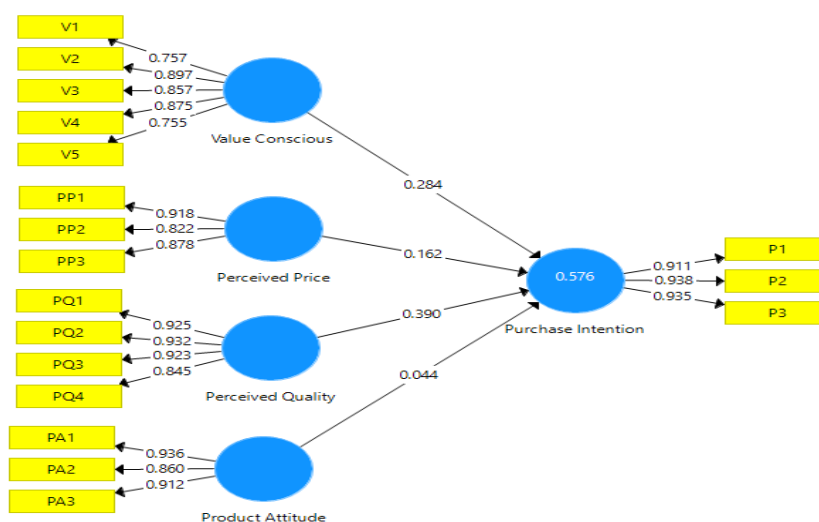 V1
V2
V3
V4
V5
0.757
0.897
0.857
0.875
0.755
Value Conscious
0.284
PP1
PP2
PP3
0.918
0.822
0.878
Perceived Price
0.162
PQ1
PQ2
PQ3
PQ4
0.925
0.932
0.923
0.845
Perceived Quality
0.390
PA1
PA2
PA3
0.936
0.860
0.912
Product Attitude
0.044
0.576
Purchase Intention
0.911
0.938
0.935
P1
P2
P3